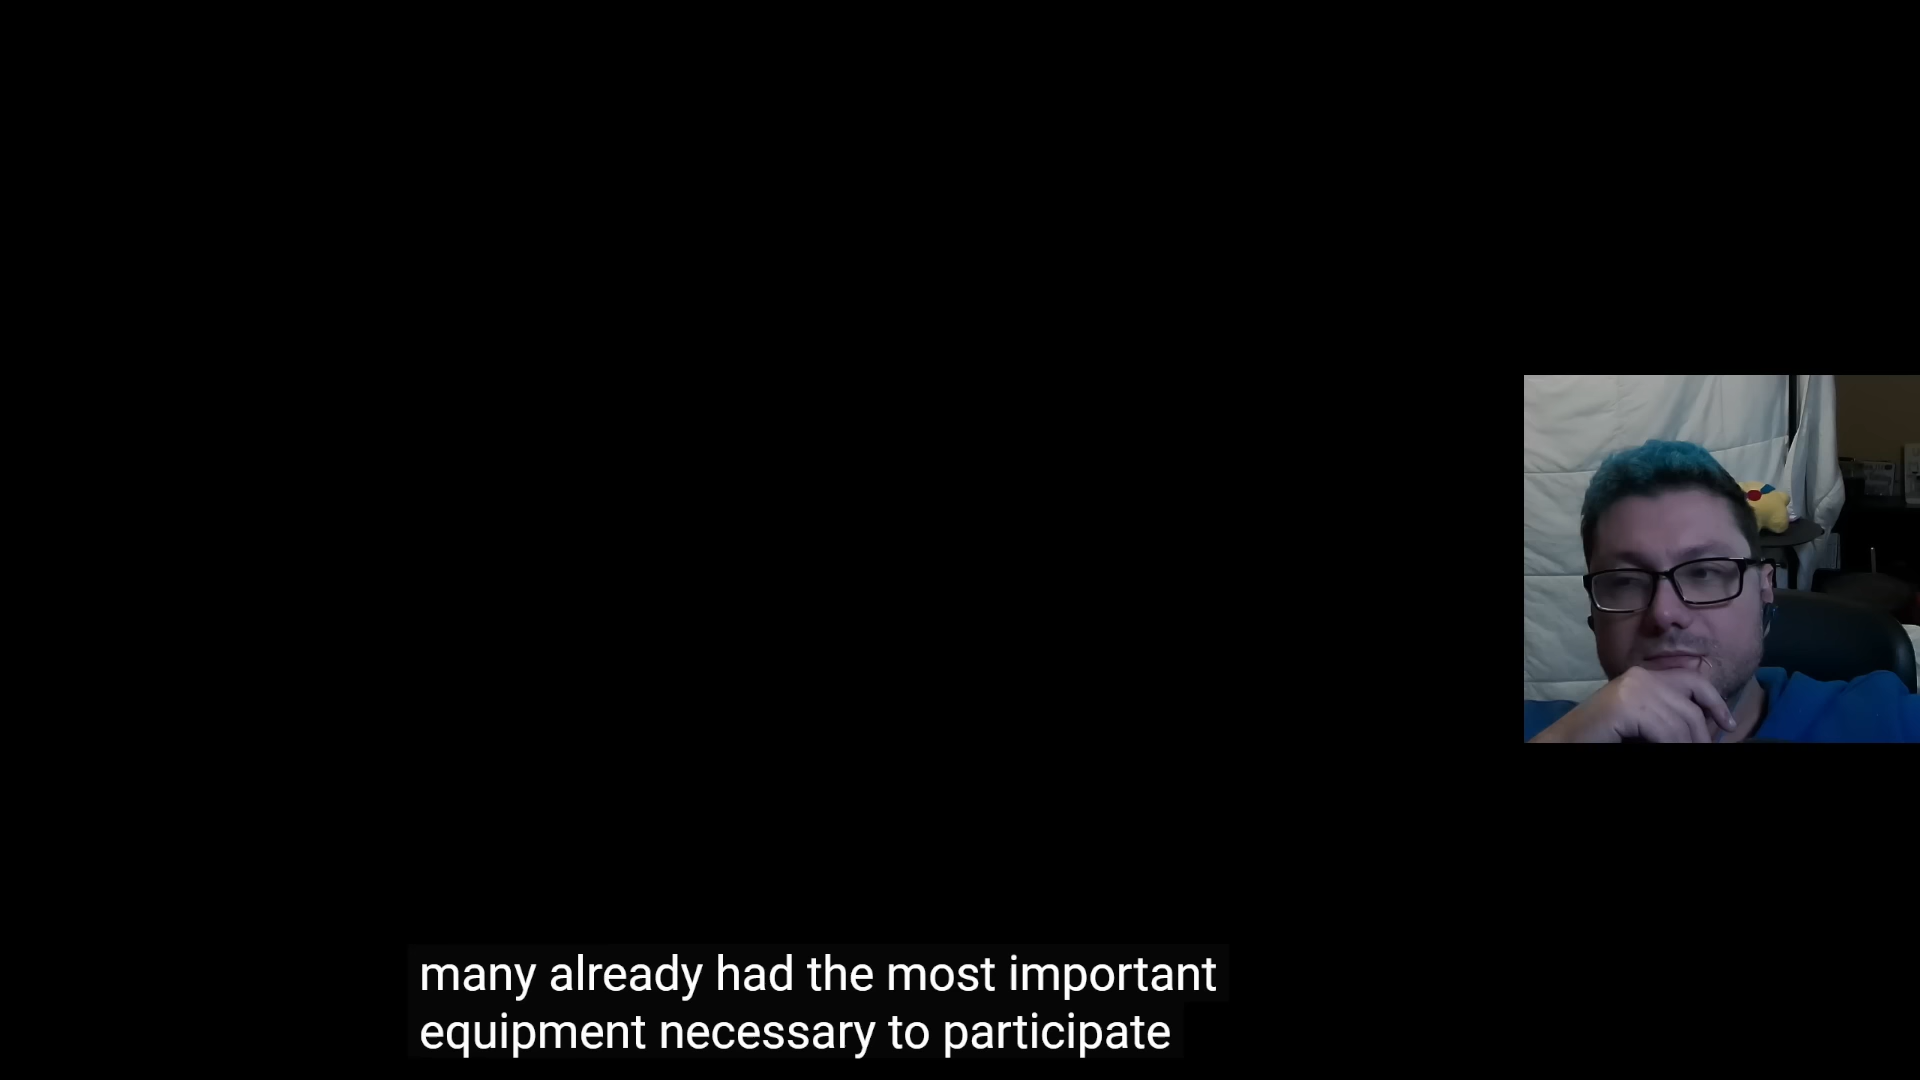 many already had the most important
equipment necessary to participate